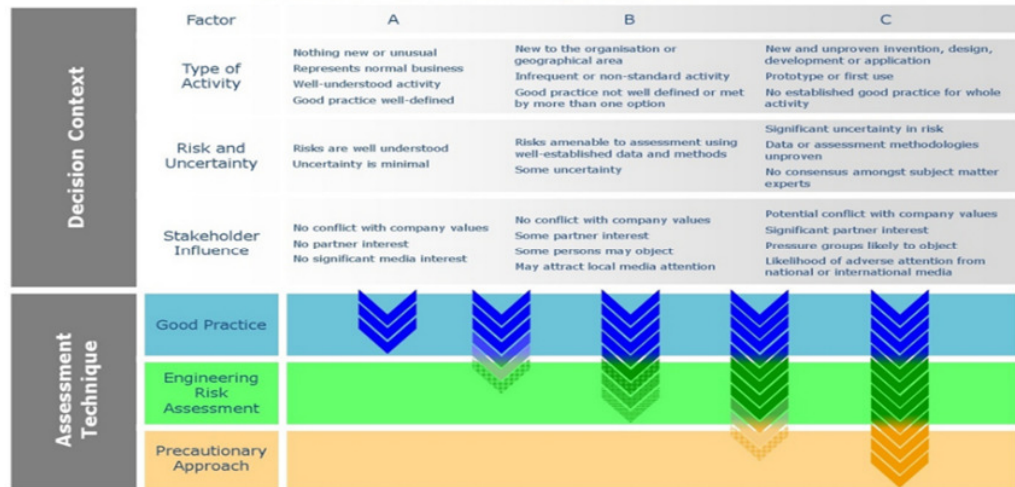 Factor
A
B
C
Decision Context
Type of
Activity
Nothing new or unusual
Represents normal business
Well-understood activity
Good practice well-defined
New to the organisation or
geographical area
Infrequent or non-standard activity
Good practice not well defined or met
by more than one option
New and unproven invention, design,
development or application
Prototype or first use
No established good practice for whole
activity
Risk and
Uncertainty
Risks are well understood
Uncertainty is minimal
Risks amenable to assessment using
well-established data and methods
Some uncertainty
Significant uncertainty in risk
Data or assessment methodologies
unproven
No consensus amongst subject matter
experts
Stakeholder
Influence
No conflict with company values
No partner interest
No significant media interest
No conflict with company values
Some partner interest
Some persons may object
May attract local media attention
Potential conflict with company values
Significant partner interest
Pressure groups likely to object
Likelihood of adverse attention from
national or international media
Assessment
Technique
Good Practice
Engineering
Risk
Assessment
Precautionary
Approach